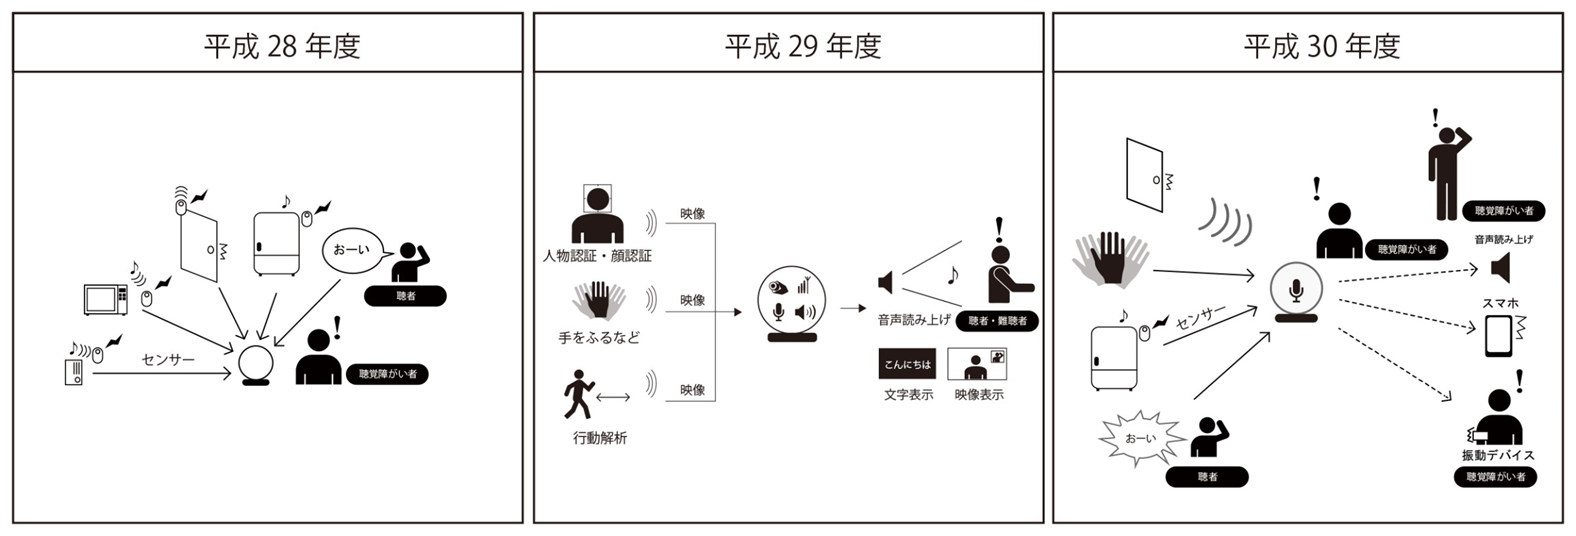 平成 28 年度
おーい
聴者
センサー
聴覚障がい者
平成 29 年度
人物認証・顔認証
映像
手をふるなど
映像
行動解析
映像
音声読み上げ
聴者・難聴者
こんにちは
文字表示
映像表示
平成 30 年度
聴覚障がい者
聴覚障がい者
音声読み上げ
スマホ
センサー
おーい
聴者
振動デバイス
聴覚障がい者